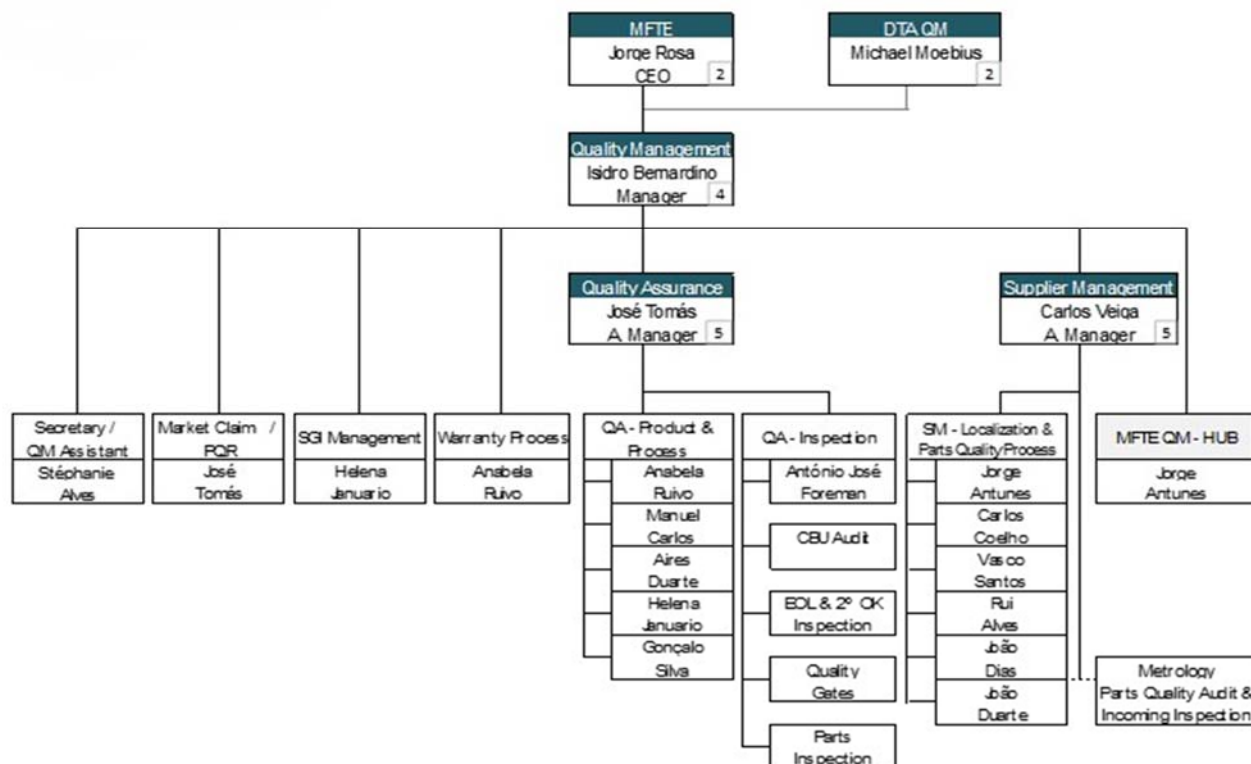 MFTE
Jorge Rosa
CEO
2
DTA QM
Michael Moebius
2
Quality Management
Isidro Bernardino
Manager
4
Quality Assurance
José Tomás
A. Manager
5
Supplier Management
Carlos Veiga
A. Manager
5
Secretary /
QM Assistant
Stéphanie
Alves
Market Claim /
PQR
José
Tomás
SGI Management
Helena
Januario
Warranty Process
Anabela
Ruivo
QA - Product &
Process
Anabela
Ruivo
Manuel
Carlos
Aires
Duarte
Helena
Januario
Gonçalo
Silva
QA - Inspection
António José
Foreman
CBU Audit
EOL & 2º OK
Inspection
Quality
Gates
Parts
Inspection
SM - Localization &
Parts Quality Process
Jorge
Antunes
Carlos
Coelho
Vasco
Santos
Rui
Alves
João
Dias
João
Duarte
MFTE QM - HUB
Jorge
Antunes
Metrology
Parts Quality Audit &
Incoming Inspection